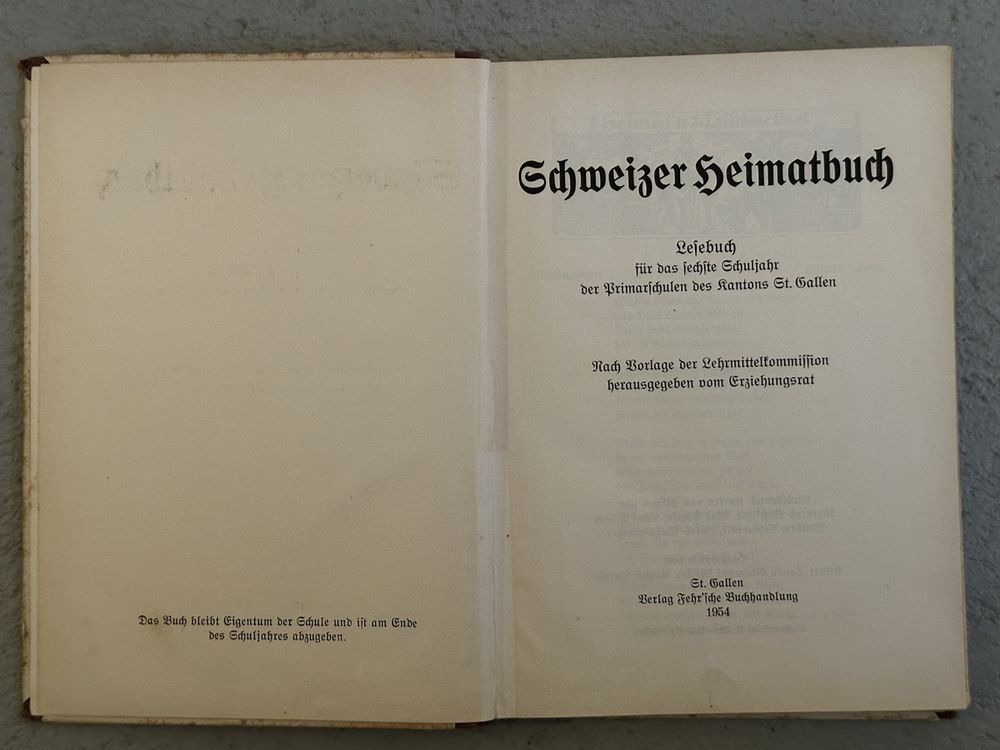 Das Buch bleibt Eigentum der Schule und ist am Ende
des Schuljahres abzugeben.
Schweizer Heimatbuch
Lesebuch
für das sechste Schuljahr
der Primarschulen des Kantons St. Gallen
Nach Vorlage der Lehrmittelkommission
herausgegeben vom Erziehungsrat
St. Gallen
Verlag Fehr'sche Buchhandlung
1954